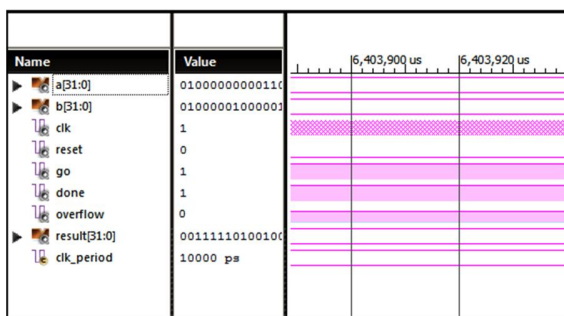 Name Value
6,403,900 us 6,403,920 us
a[31:0] 0100000000110
b[31:0] 0100000100000
clk 1
reset 0
go 1
done 1
overflow 0
result[31:0] 0011111010010
clk_period 10000 ps